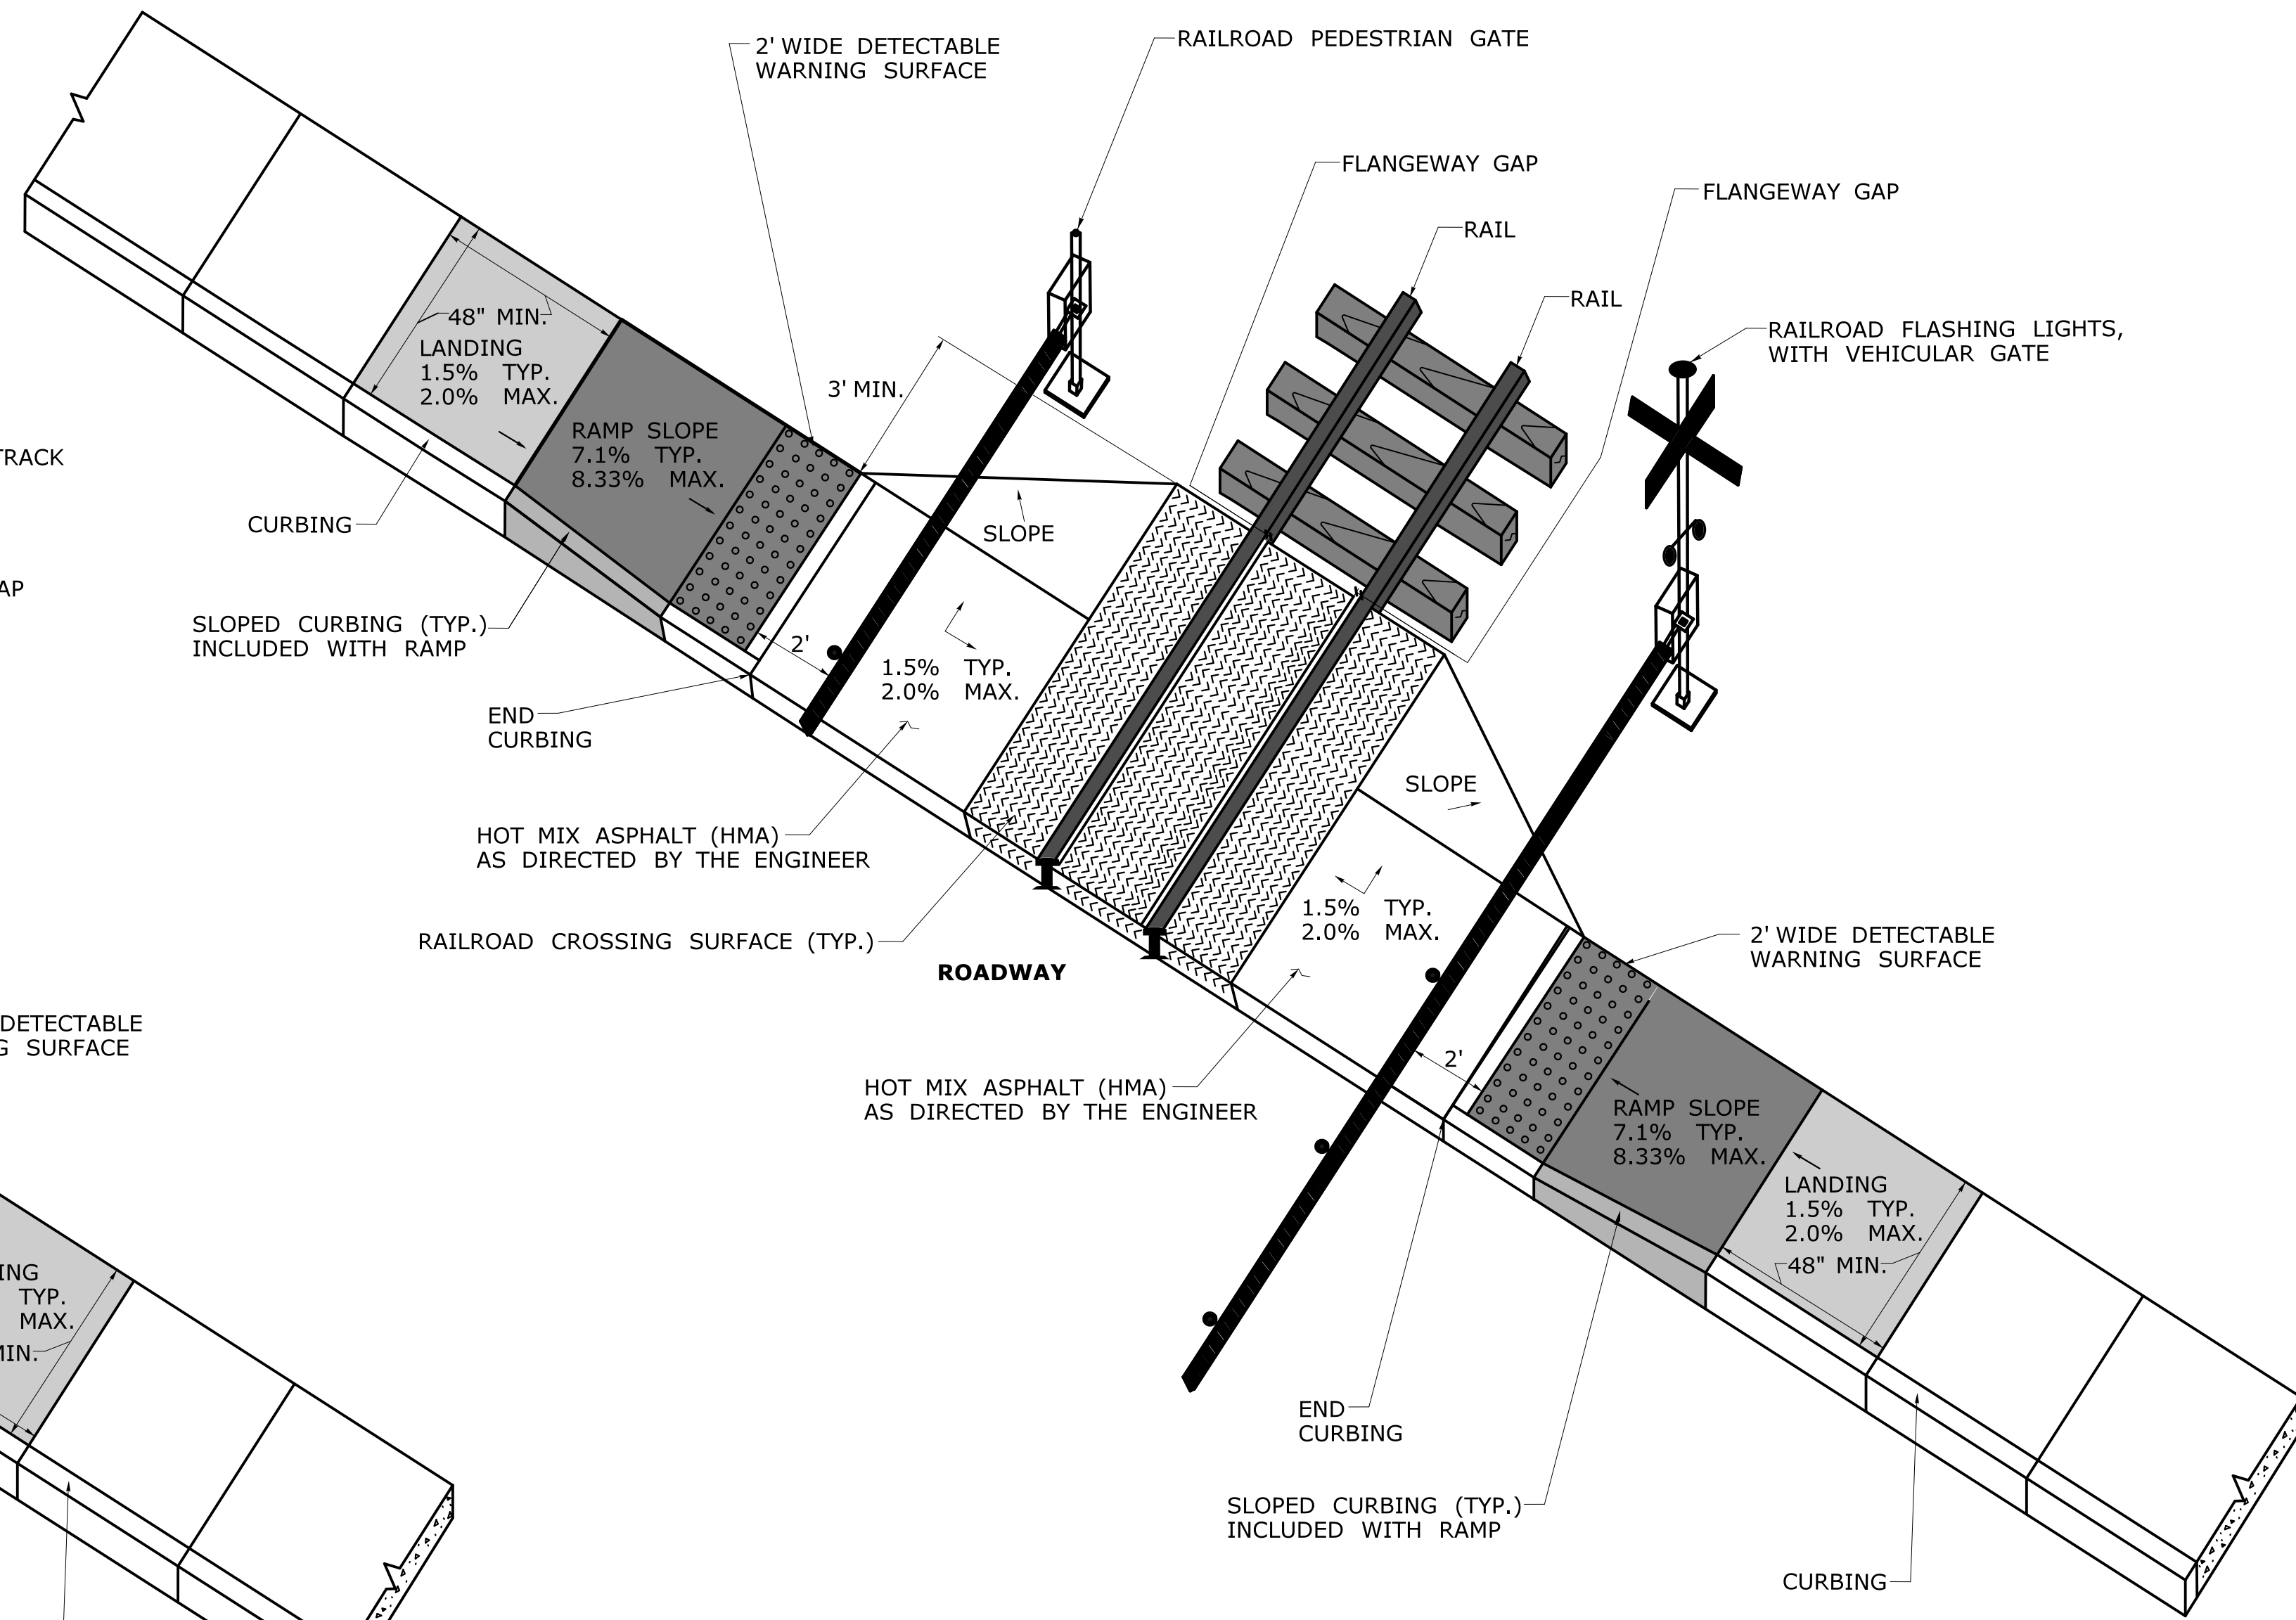 2' WIDE DETECTABLE
WARNING SURFACE
RAILROAD PEDESTRIAN GATE
FLANGEWAY GAP
FLANGEWAY GAP
RAIL
RAIL
RAILROAD FLASHING LIGHTS,
WITH VEHICULAR GATE
48" MIN.
LANDING
1.5% TYP.
2.0% MAX.
3' MIN.
RAMP SLOPE
7.1% TYP.
8.33% MAX.
TRACK
CURBING
SLOPE
AP
SLOPED CURBING (TYP.)
INCLUDED WITH RAMP
2'
1.5% TYP.
2.0% MAX.
END
CURBING
SLOPE
HOT MIX ASPHALT (HMA)
AS DIRECTED BY THE ENGINEER
RAILROAD CROSSING SURFACE (TYP.)
ROADWAY
1.5% TYP.
2.0% MAX.
2' WIDE DETECTABLE
WARNING SURFACE
DETECTABLE
G SURFACE
2'
HOT MIX ASPHALT (HMA)
AS DIRECTED BY THE ENGINEER
RAMP SLOPE
7.1% TYP.
8.33% MAX.
LANDING
1.5% TYP.
2.0% MAX.
48" MIN.
ING
TYP.
MAX.
MIN.
END
CURBING
SLOPED CURBING (TYP.)
INCLUDED WITH RAMP
CURBING